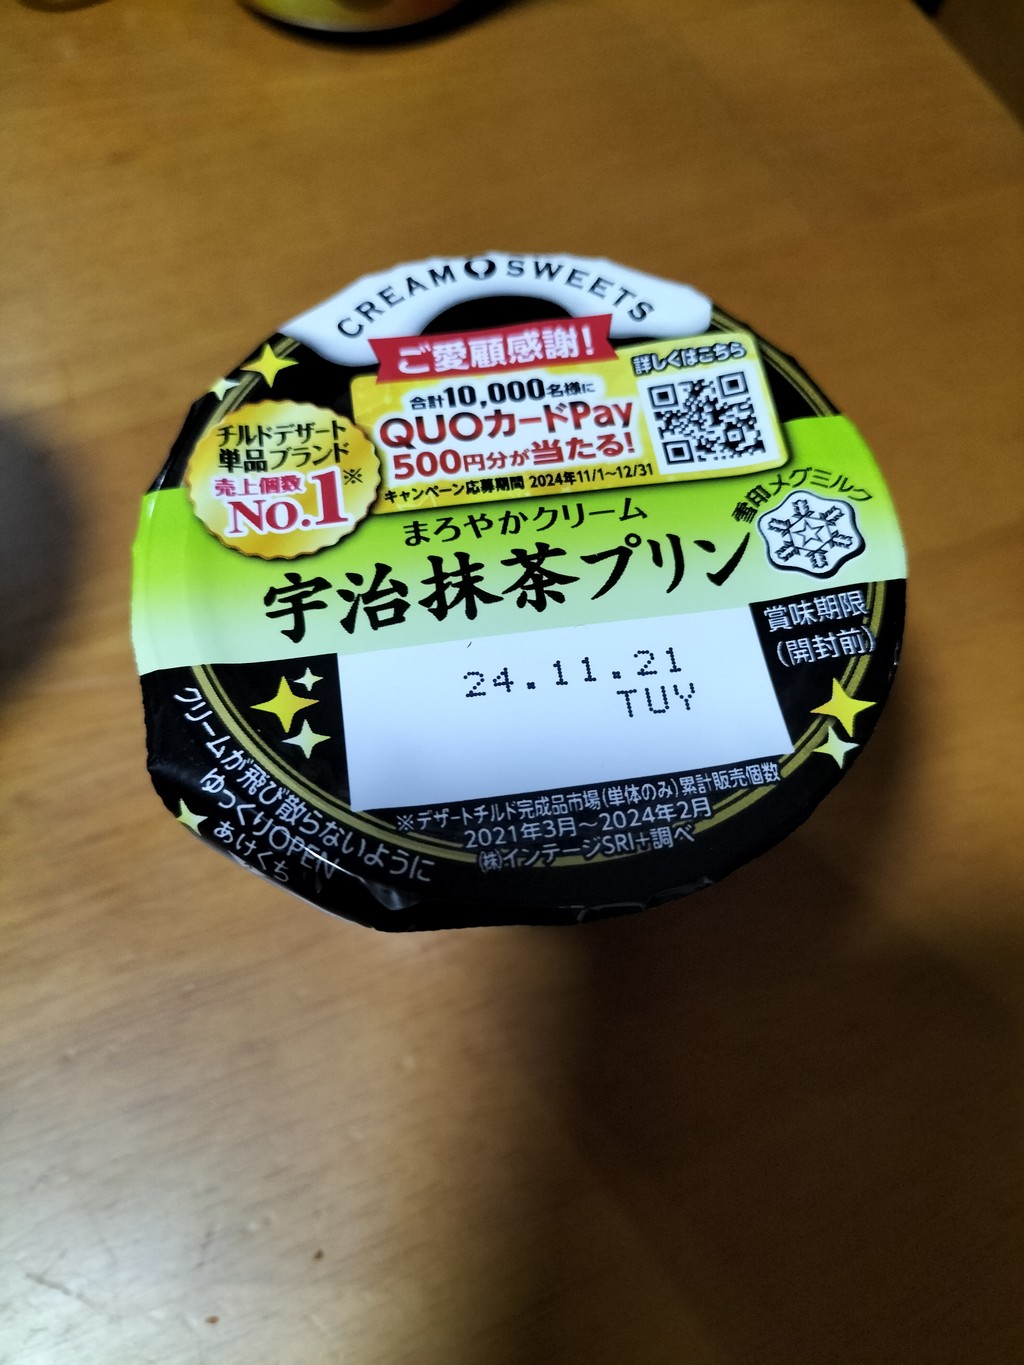 CREAM SWEETS
ご愛顧感謝!
合計10,000名様に
QUOカードPay
500円分が当たる!
キャンペーン応募期間 2024年11/1〜12/31
詳しくはこちら
チルドデザート
単品ブランド
売上個数
No.1※
雪印メグミルク
まろやかクリーム
宇治抹茶プリン
賞味期限
(開封前)
24.11.21
TUY
クリームが飛び散らないように
ゆっくりOPEN
あけくち
※デザートチルド完成品市場(単体のみ)累計販売個数
2021年3月〜2024年2月
㈱インテージSRI+調べ